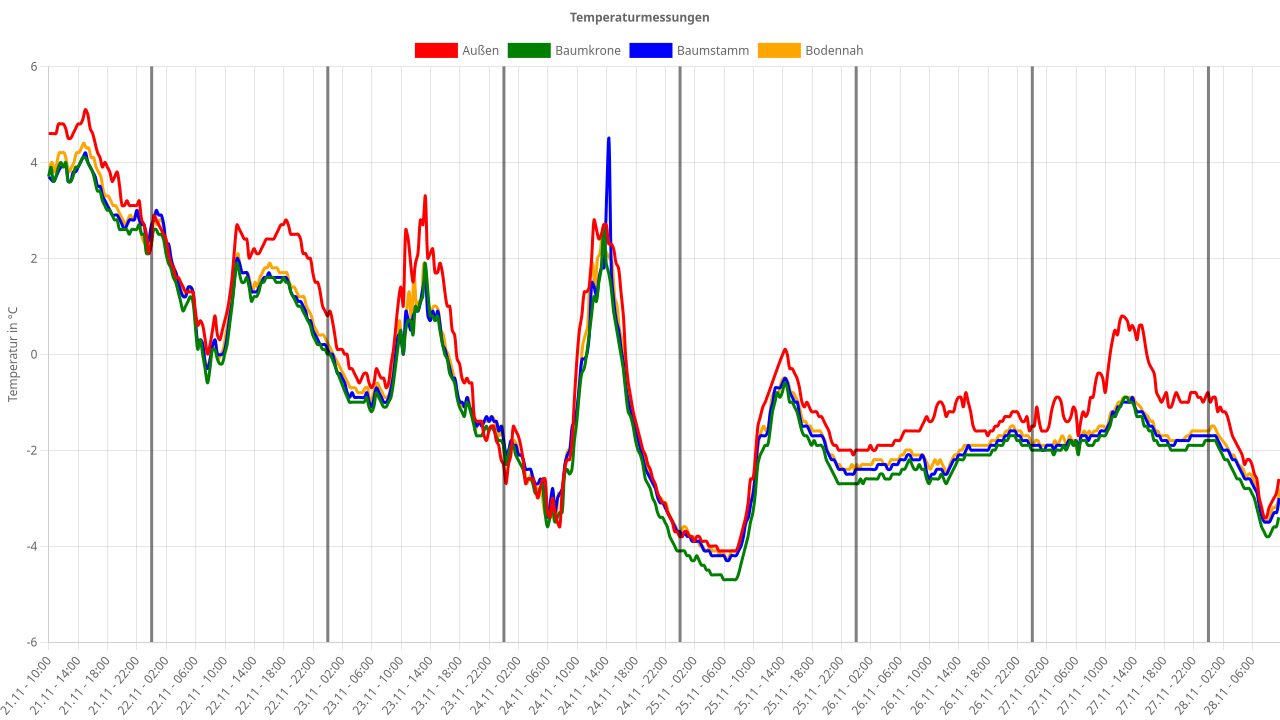 Temperaturmessungen
Außen Baumkrone Baumstamm Bodennah
Temperatur in °C
6
4
2
0
-2
-4
-6
21.11 - 10:00
21.11 - 14:00
21.11 - 18:00
21.11 - 22:00
22.11 - 02:00
22.11 - 06:00
22.11 - 10:00
22.11 - 14:00
22.11 - 18:00
22.11 - 22:00
23.11 - 02:00
23.11 - 06:00
23.11 - 10:00
23.11 - 14:00
23.11 - 18:00
23.11 - 22:00
24.11 - 02:00
24.11 - 06:00
24.11 - 10:00
24.11 - 14:00
24.11 - 18:00
24.11 - 22:00
25.11 - 02:00
25.11 - 06:00
25.11 - 10:00
25.11 - 14:00
25.11 - 18:00
25.11 - 22:00
26.11 - 02:00
26.11 - 06:00
26.11 - 10:00
26.11 - 14:00
26.11 - 18:00
26.11 - 22:00
27.11 - 02:00
27.11 - 06:00
27.11 - 10:00
27.11 - 14:00
27.11 - 18:00
27.11 - 22:00
28.11 - 02:00
28.11 - 06:00